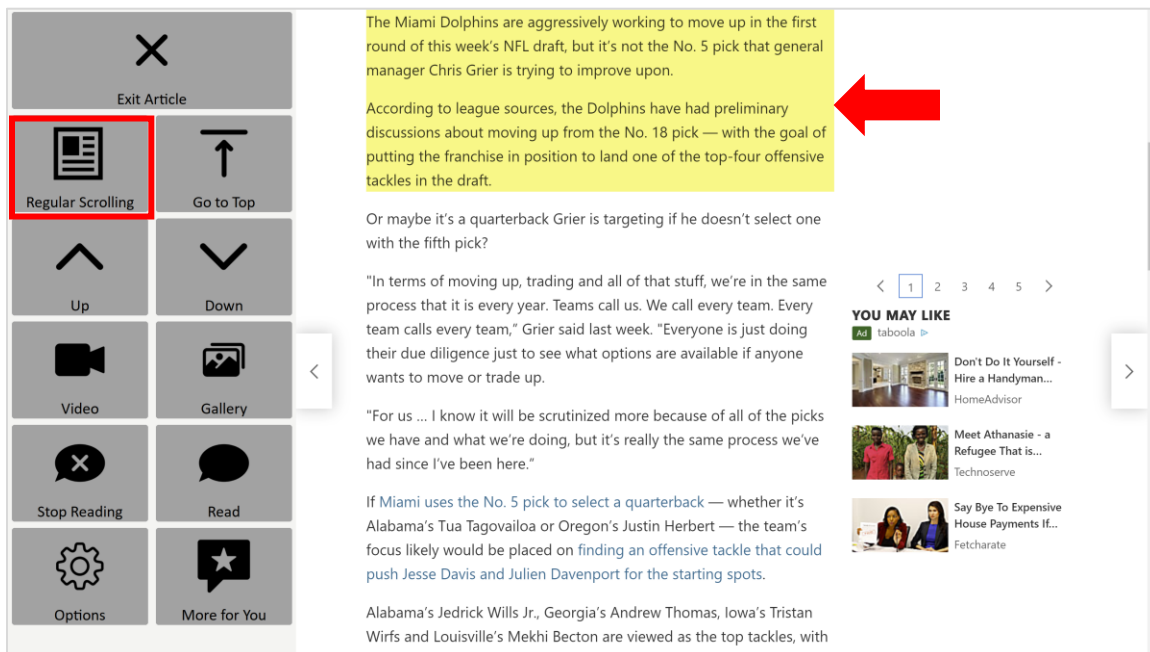 Exit Article
Regular Scrolling
Go to Top
Up
Down
Video
Gallery
Stop Reading
Read
Options
More for You
The Miami Dolphins are aggressively working to move up in the first
round of this week’s NFL draft, but it’s not the No. 5 pick that general
manager Chris Grier is trying to improve upon.
According to league sources, the Dolphins have had preliminary
discussions about moving up from the No. 18 pick — with the goal of
putting the franchise in position to land one of the top-four offensive
tackles in the draft.
Or maybe it’s a quarterback Grier is targeting if he doesn’t select one
with the fifth pick?
"In terms of moving up, trading and all of that stuff, we’re in the same
process that it is every year. Teams call us. We call every team. Every
team calls every team,” Grier said last week. "Everyone is just doing
their due diligence just to see what options are available if anyone
wants to move or trade up.
"For us ... I know it will be scrutinized more because of all of the picks
we have and what we’re doing, but it’s really the same process we’ve
had since I’ve been here.”
If Miami uses the No. 5 pick to select a quarterback — whether it’s
Alabama’s Tua Tagovailoa or Oregon’s Justin Herbert — the team’s
focus likely would be placed on finding an offensive tackle that could
push Jesse Davis and Julien Davenport for the starting spots.
Alabama’s Jedrick Wills Jr., Georgia’s Andrew Thomas, Iowa’s Tristan
Wirfs and Louisville’s Mekhi Becton are viewed as the top tackles, with
1 2 3 4 5
YOU MAY LIKE
Ad taboola
Don't Do It Yourself -
Hire a Handyman...
HomeAdvisor
Meet Athanasie - a
Refugee That is...
Technoserve
Say Bye To Expensive
House Payments If...
Fetcharate